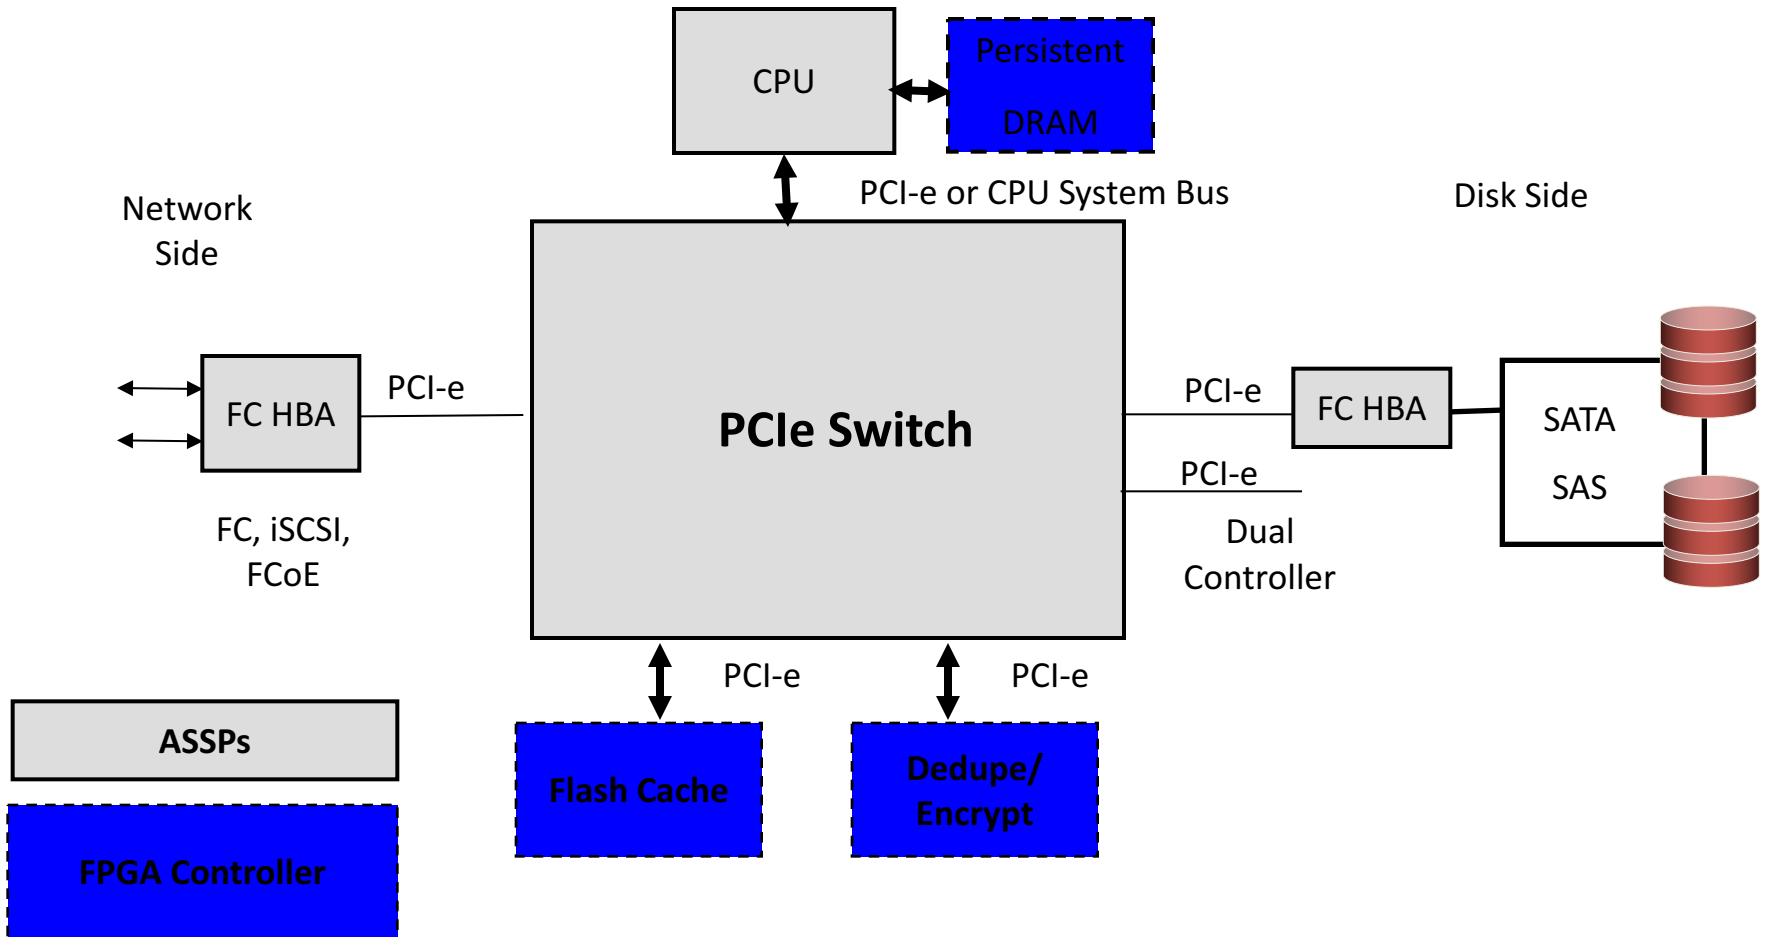 CPU
Persistent
DRAM
PCI-e or CPU System Bus
Network
Side
Disk Side
FC HBA
PCI-e
FC, iSCSI,
FCoE
PCIe Switch
PCI-e
FC HBA
PCI-e
Dual
Controller
SATA
SAS
PCI-e
PCI-e
Flash Cache
Dedupe/
Encrypt
ASSPs
FPGA Controller